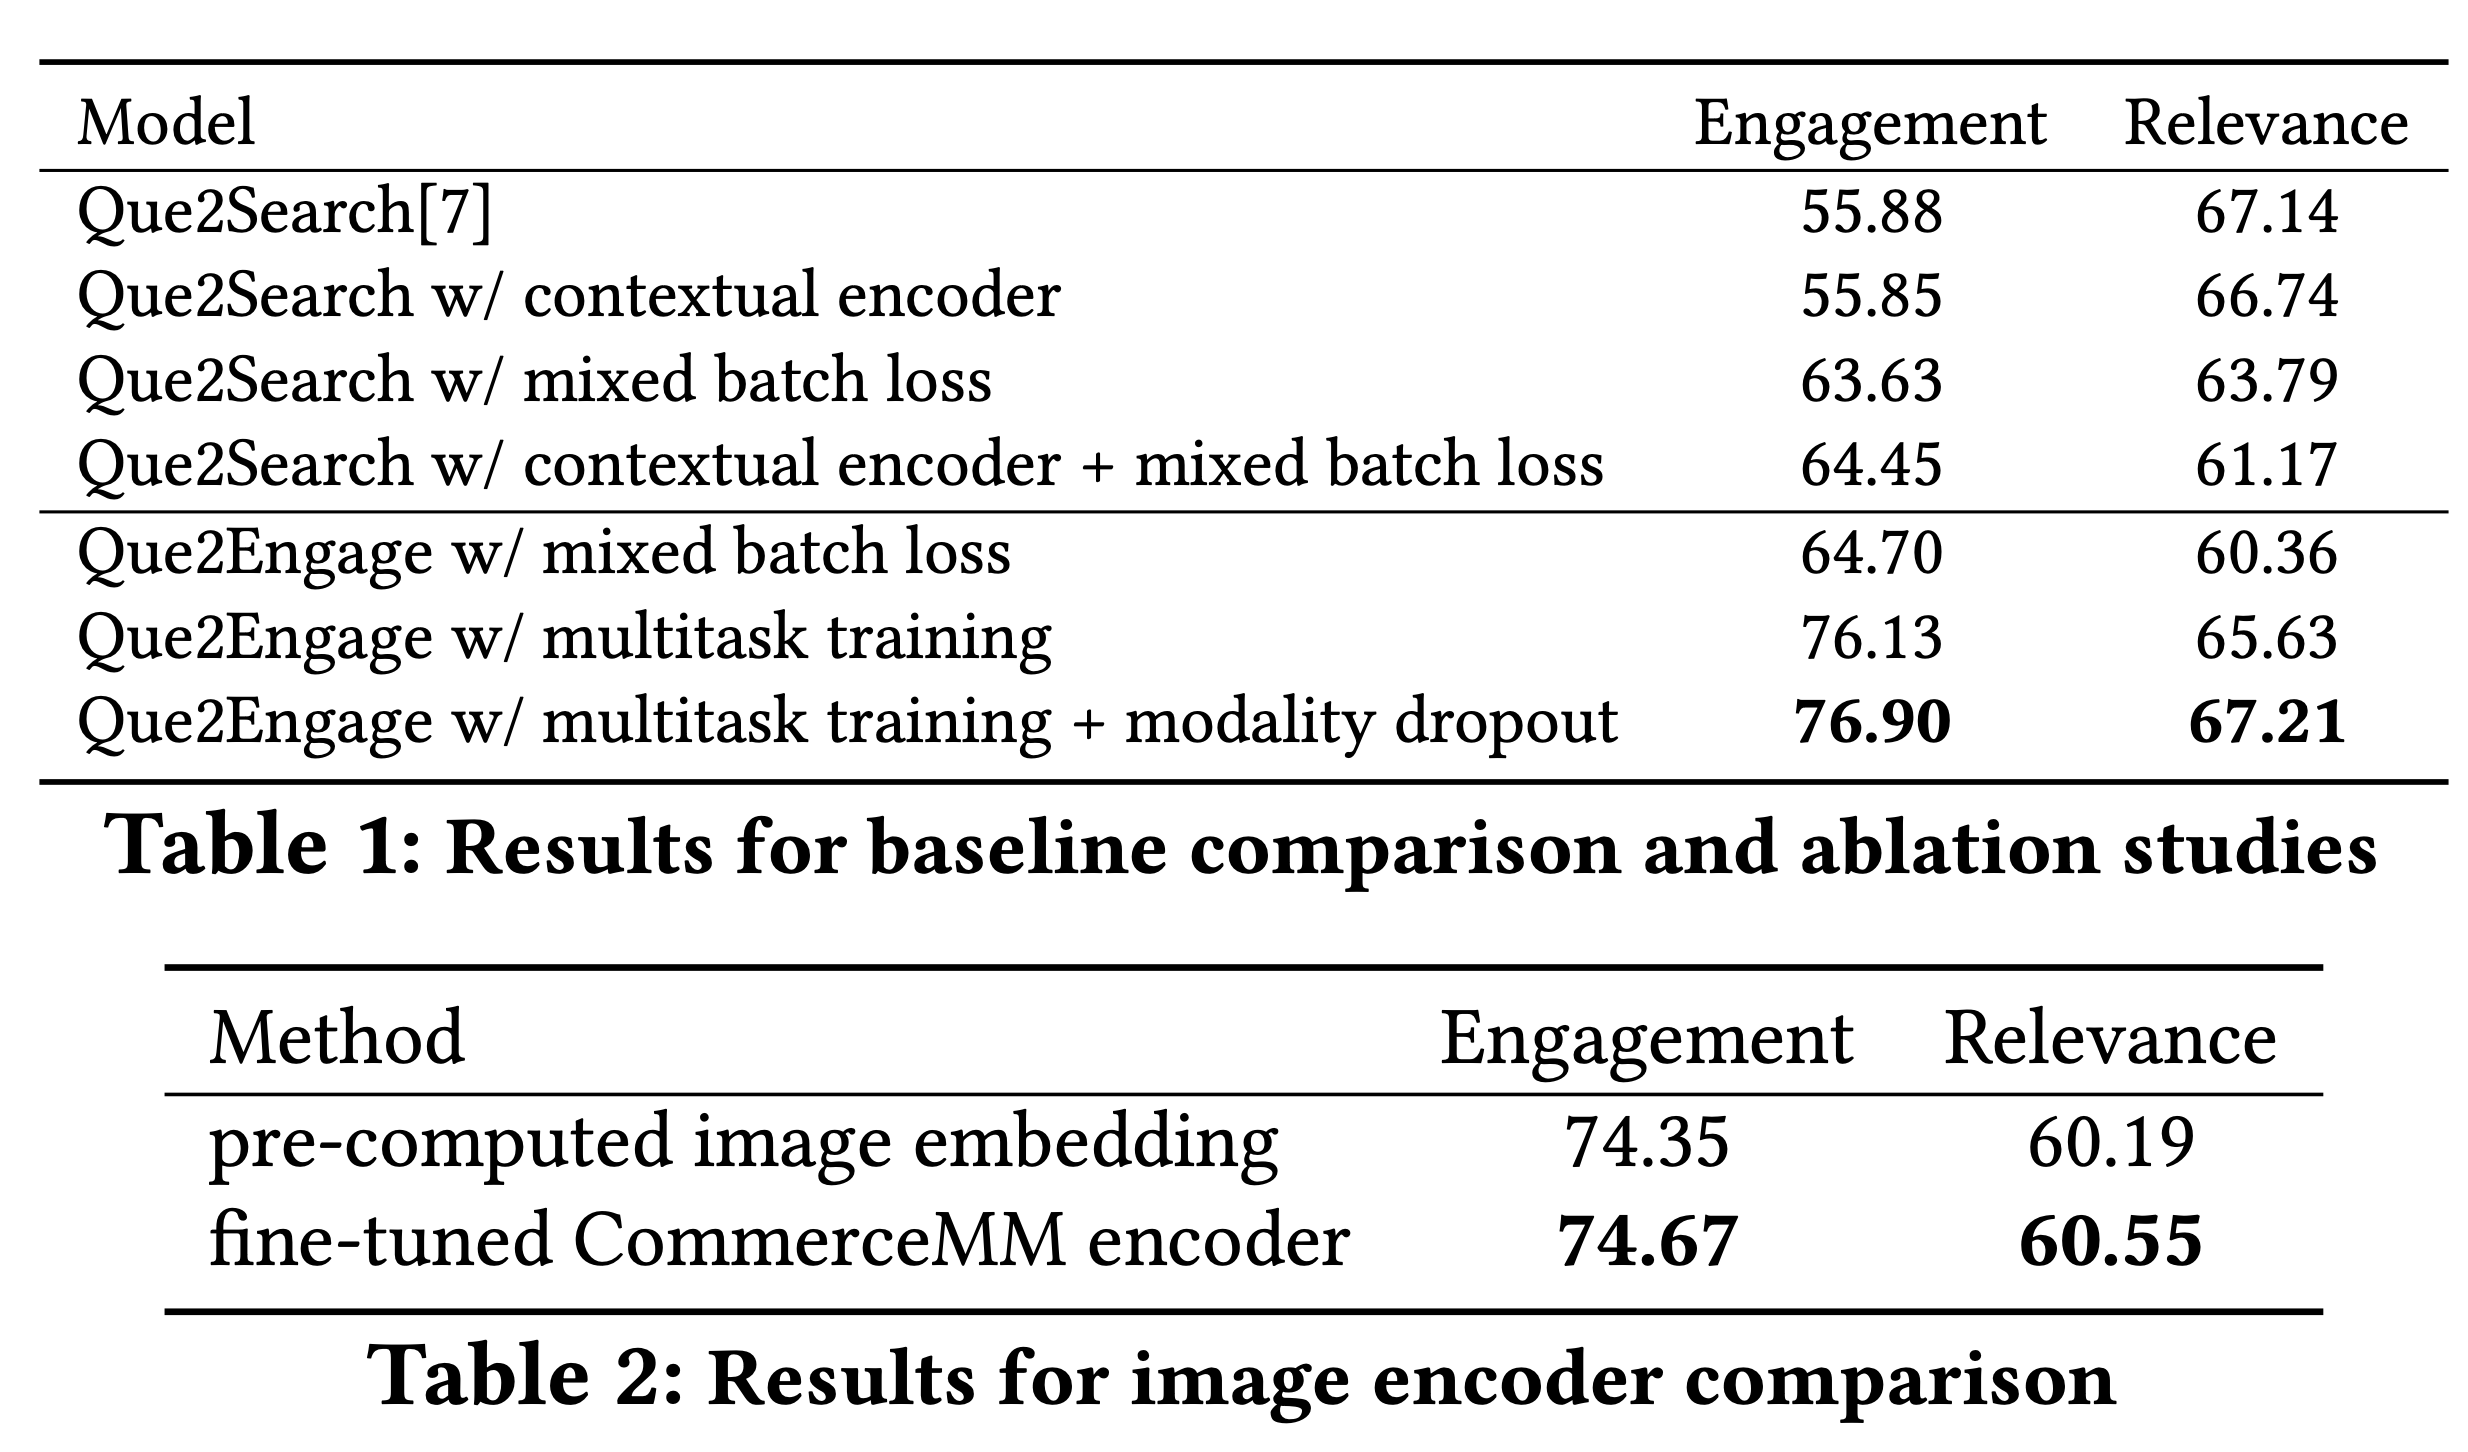 Model Engagement Relevance
Que2Search[7] 55.88 67.14
Que2Search w/ contextual encoder 55.85 66.74
Que2Search w/ mixed batch loss 63.63 63.79
Que2Search w/ contextual encoder + mixed batch loss 64.45 61.17
Que2Engage w/ mixed batch loss 64.70 60.36
Que2Engage w/ multitask training 76.13 65.63
Que2Engage w/ multitask training + modality dropout 76.90 67.21
Table 1: Results for baseline comparison and ablation studies
Method Engagement Relevance
pre-computed image embedding 74.35 60.19
fine-tuned CommerceMM encoder 74.67 60.55
Table 2: Results for image encoder comparison